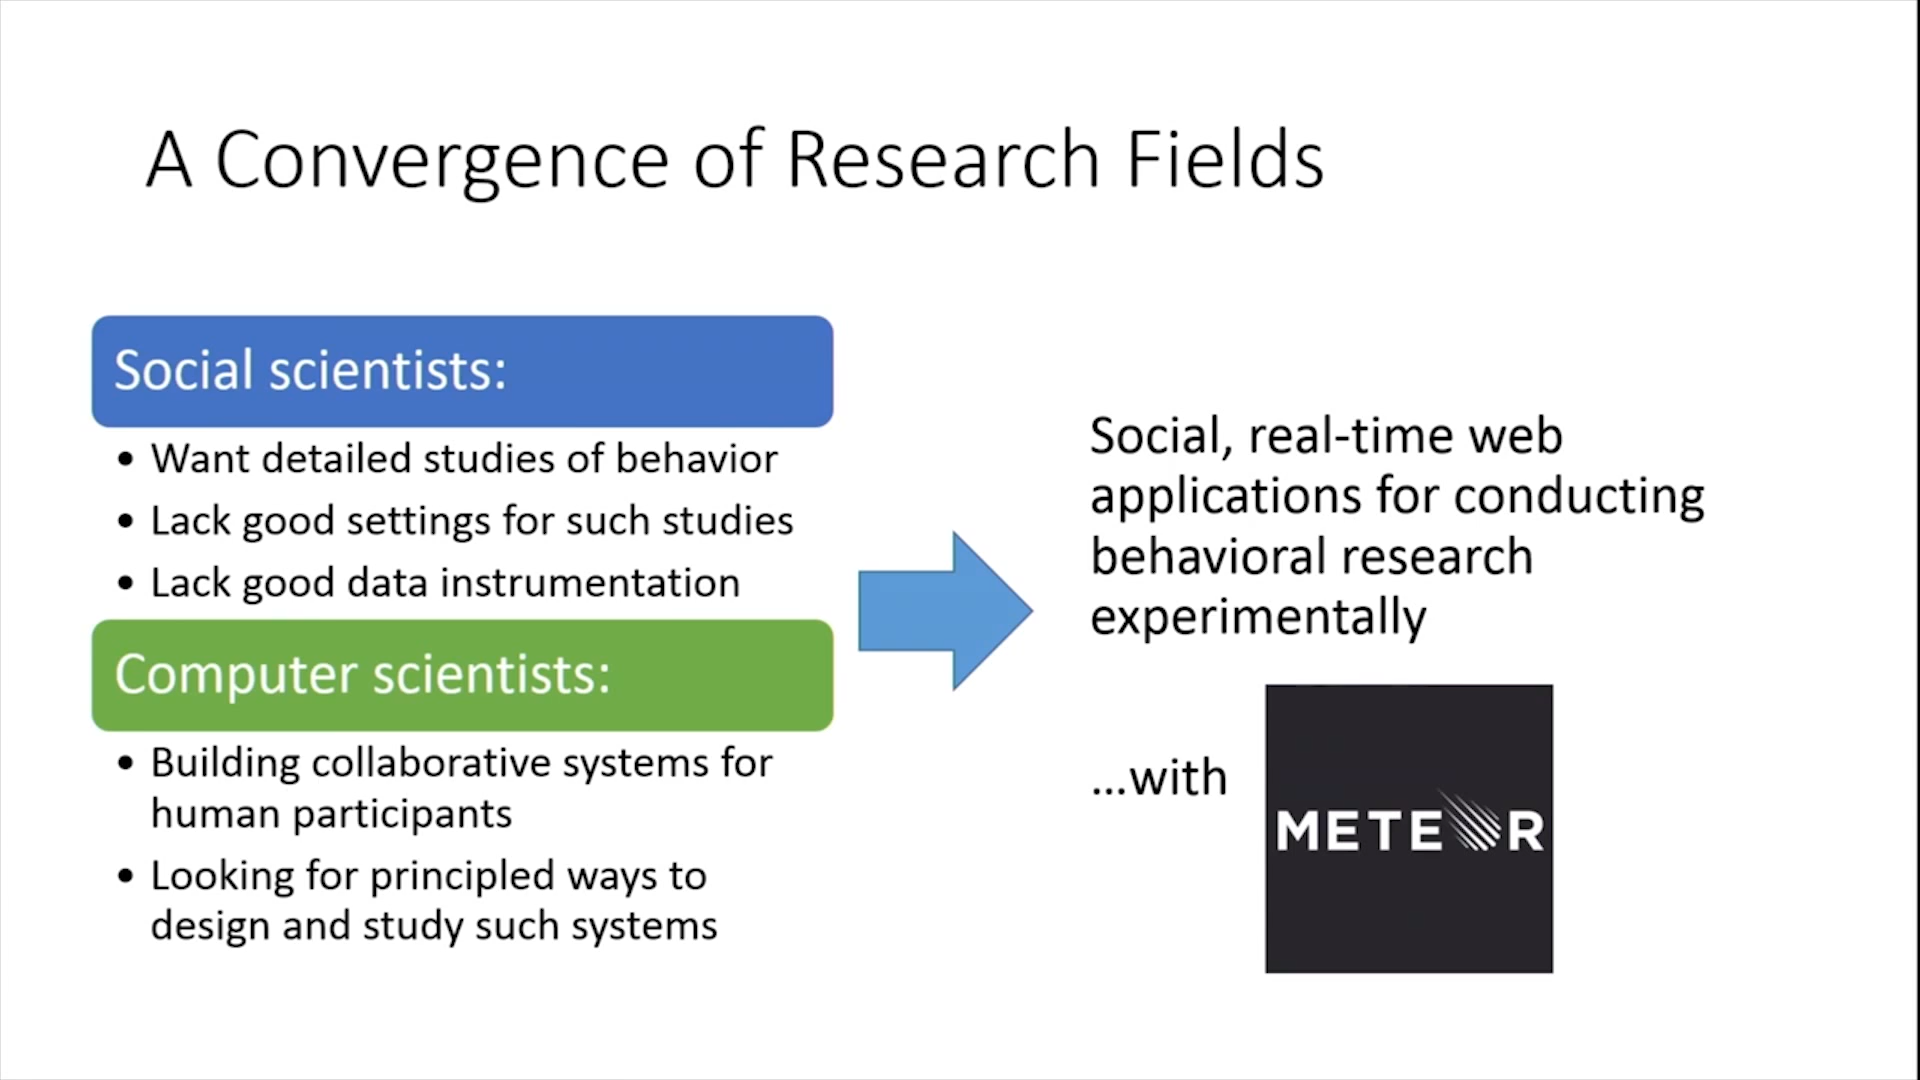 A Convergence of Research Fields
Social scientists:
• Want detailed studies of behavior
• Lack good settings for such studies
• Lack good data instrumentation
Computer scientists:
• Building collaborative systems for
human participants
• Looking for principled ways to
design and study such systems
Social, real-time web
applications for conducting
behavioral research
experimentally
...with
METEOR